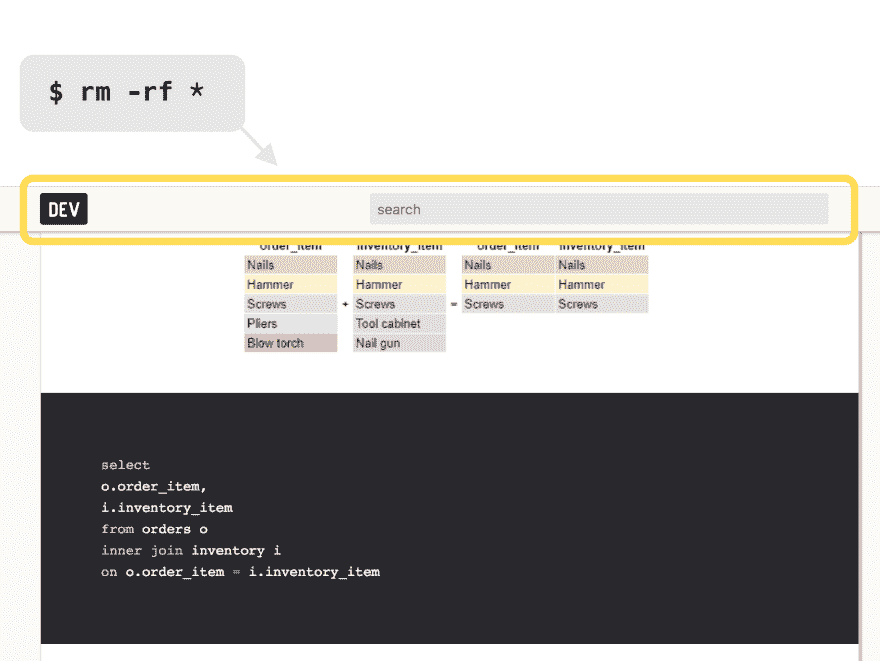 $ rm -rf *
DEV search
order_item inventory_item order_item inventory_item
Nails Nails Nails Nails
Hammer Hammer Hammer Hammer
Screws + Screws = Screws Screws
Pliers Tool cabinet
Blow torch Nail gun
select
o.order_item,
i.inventory_item
from orders o
inner join inventory i
on o.order_item = i.inventory_item